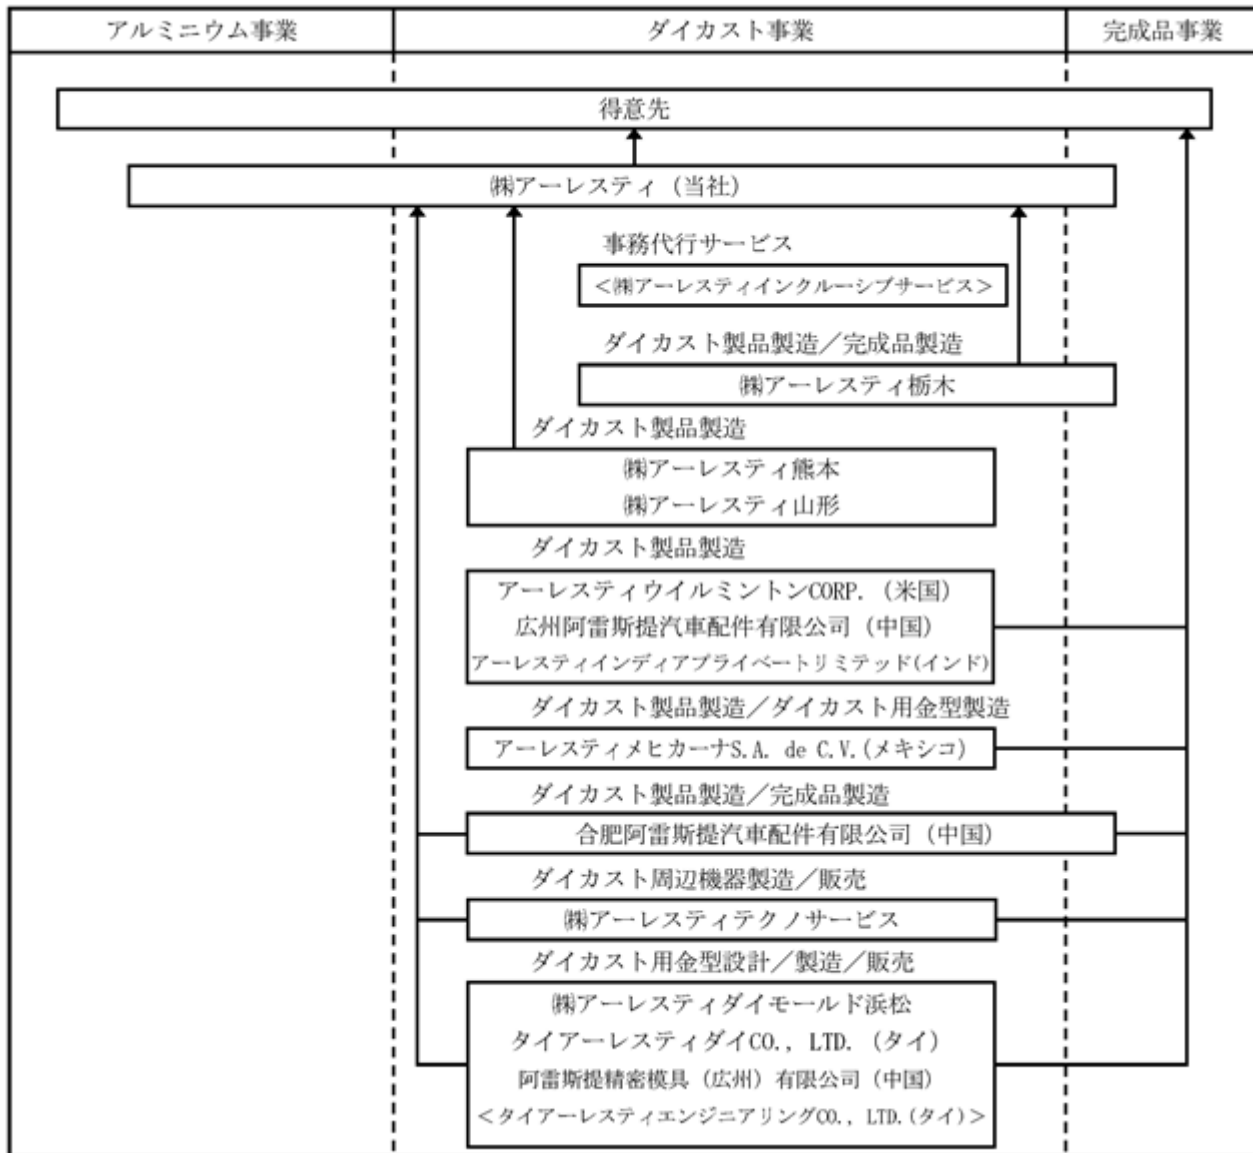 アルミニウム事業
ダイカスト事業
完成品事業
得意先
㈱アーレスティ（当社）
事務代行サービス
＜㈱アーレスティインクルーシブサービス＞
ダイカスト製品製造／完成品製造
㈱アーレスティ栃木
ダイカスト製品製造
㈱アーレスティ熊本
㈱アーレスティ山形
ダイカスト製品製造
アーレスティウイルミントンCORP.（米国）
広州阿雷斯提汽車配件有限公司（中国）
アーレスティインディアプライベートリミテッド(インド)
ダイカスト製品製造／ダイカスト用金型製造
アーレスティメヒカーナS.A. de C.V.(メキシコ)
ダイカスト製品製造／完成品製造
合肥阿雷斯提汽車配件有限公司（中国）
ダイカスト周辺機器製造／販売
㈱アーレスティテクノサービス
ダイカスト用金型設計／製造／販売
㈱アーレスティダイモールド浜松
タイアーレスティダイCO., LTD.（タイ）
阿雷斯提精密模具（広州）有限公司（中国）
＜タイアーレスティエンジニアリングCO., LTD.(タイ)＞